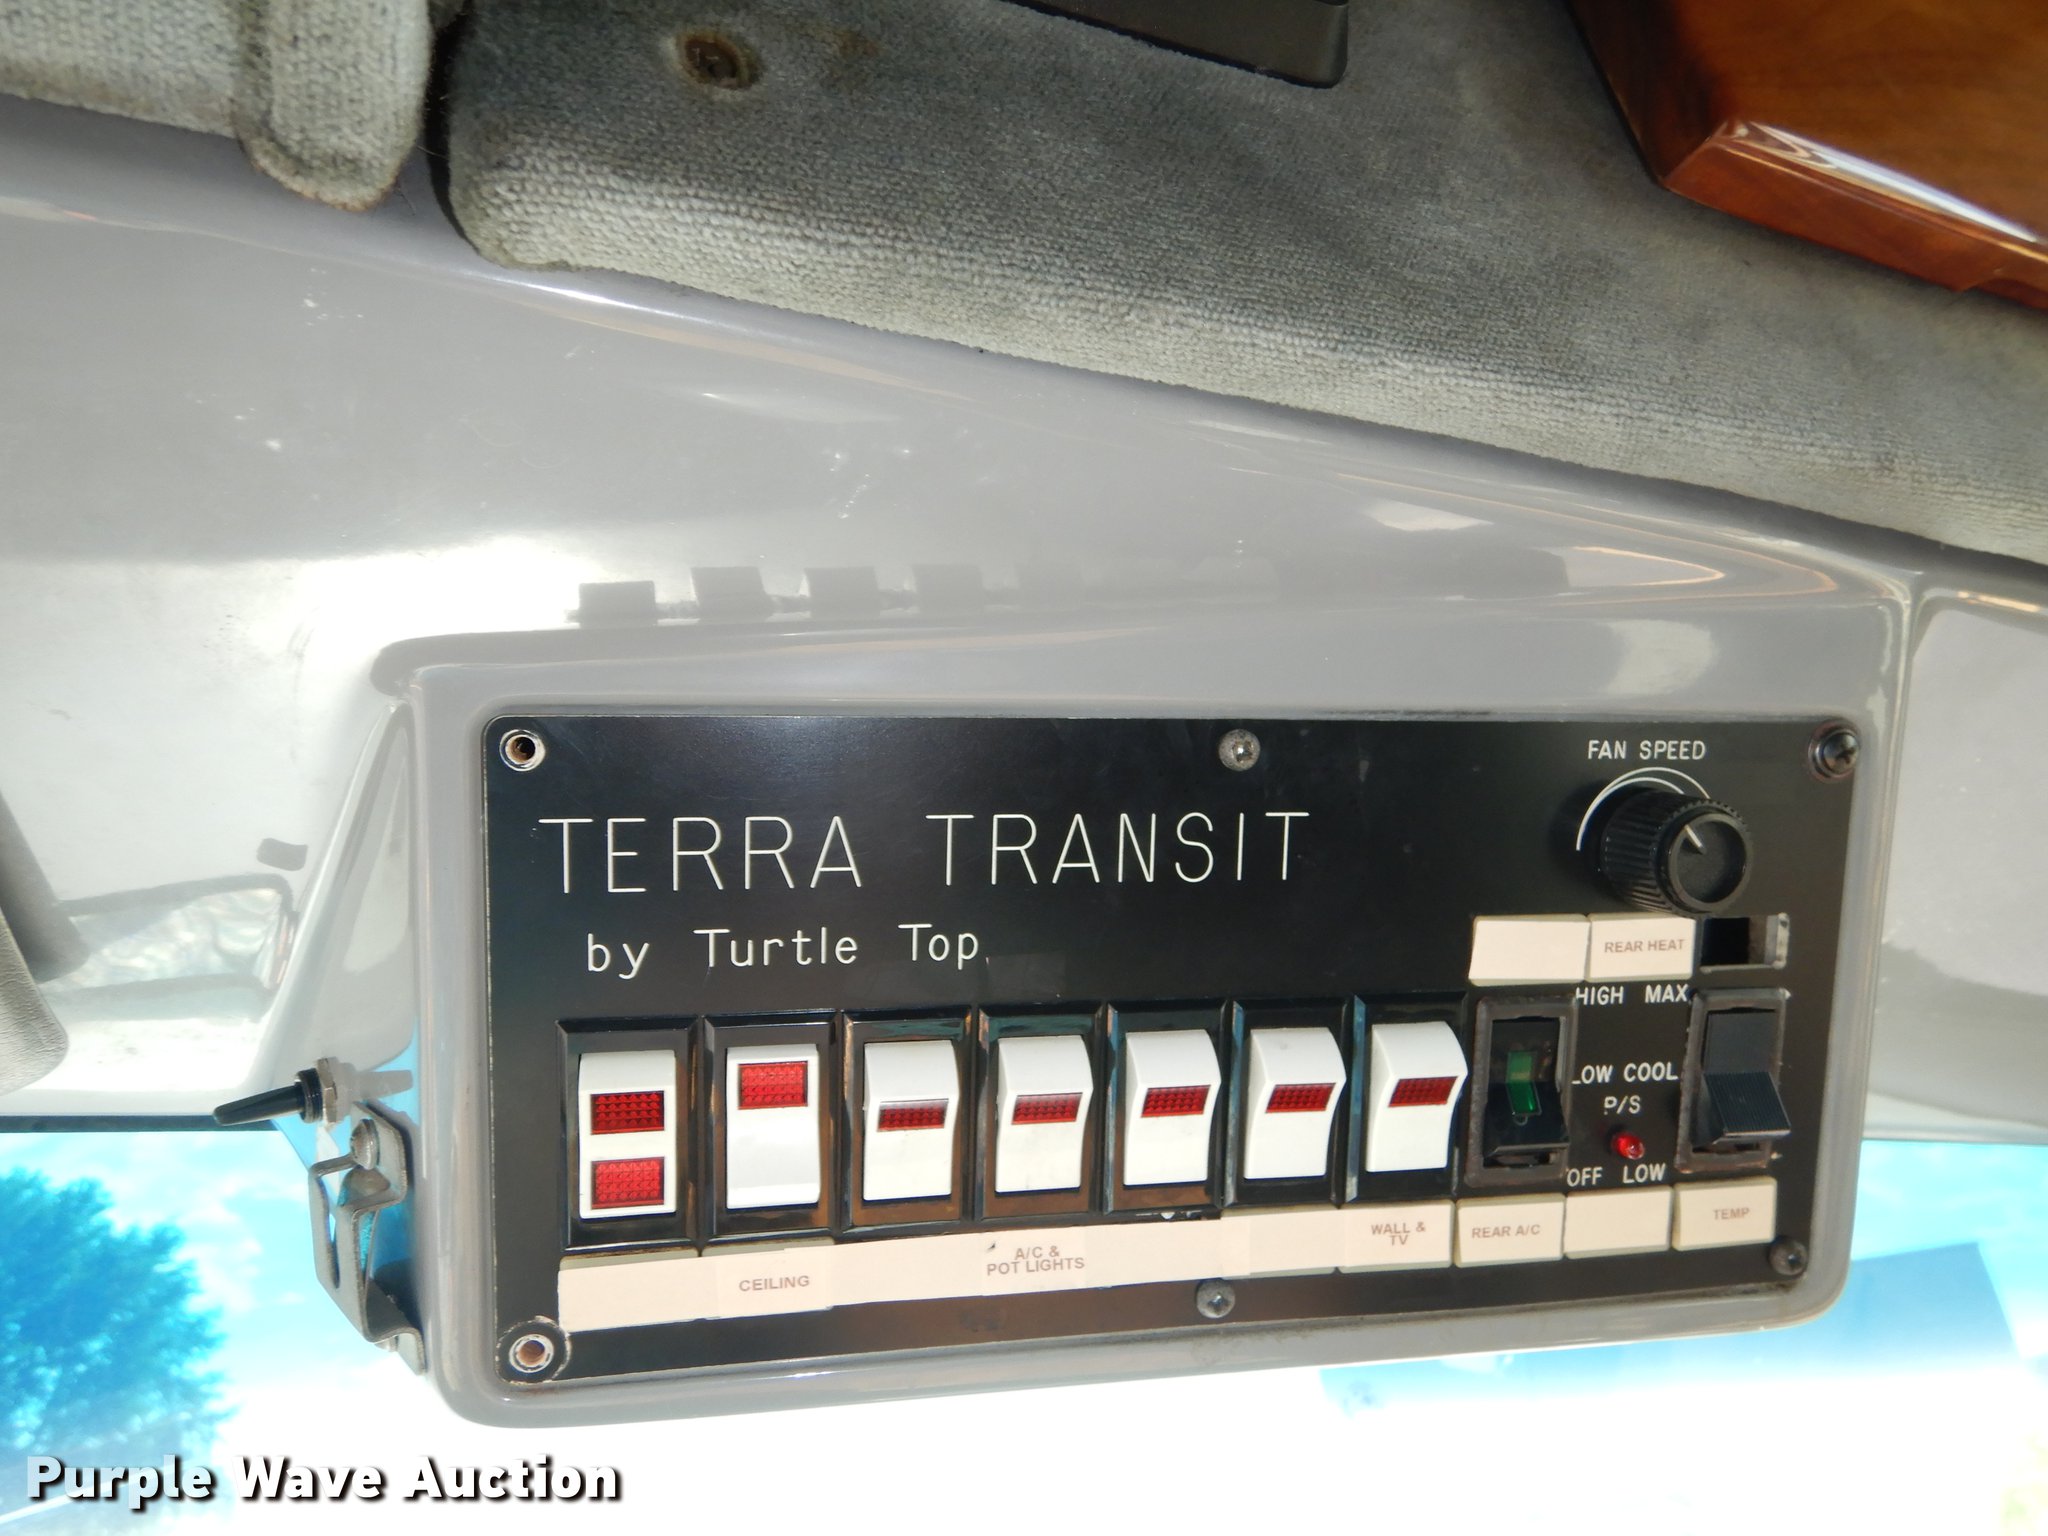 FAN SPEED
TERRA TRANSIT
by Turtle Top
REAR HEAT
HIGH MAX
LOW COOL
P/S
OFF LOW
CEILING
A/C &
POT LIGHTS
WALL &
TV
REAR A/C
TEMP
Purple Wave Auction